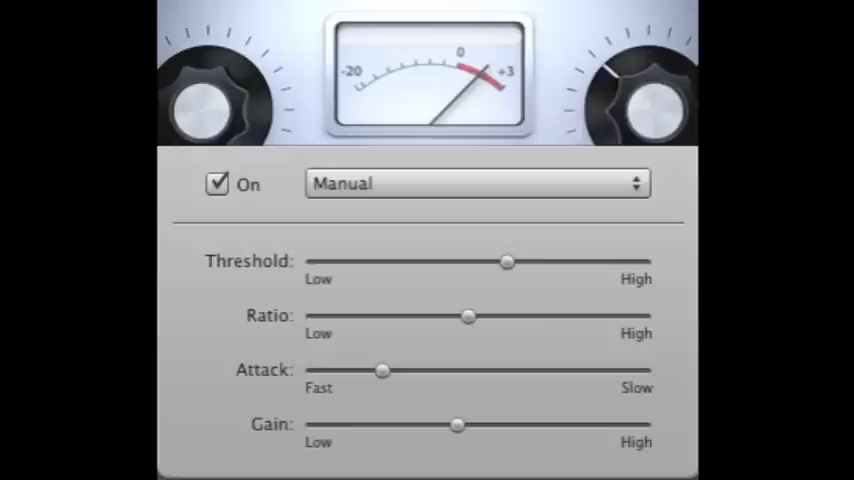 -20
0
+3
On
Manual
Threshold:
Low High
Ratio:
Low High
Attack:
Fast Slow
Gain:
Low High